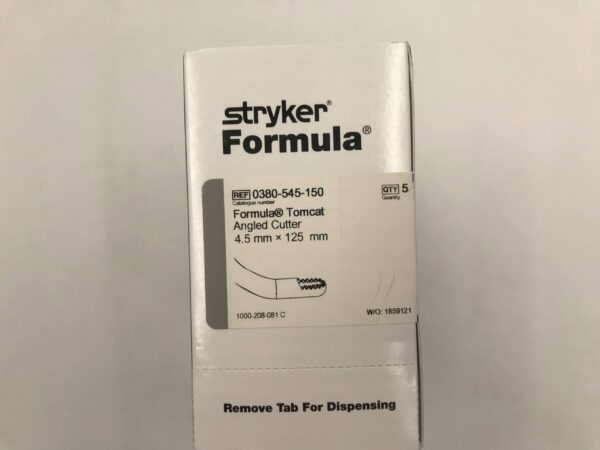 stryker®
Formula®
REF 0380-545-150
Catalogue number
QTY 5
Quantity
Formula® Tomcat
Angled Cutter
4.5 mm × 125 mm
1000-208-081 C
W/O: 1859121
Remove Tab For Dispensing